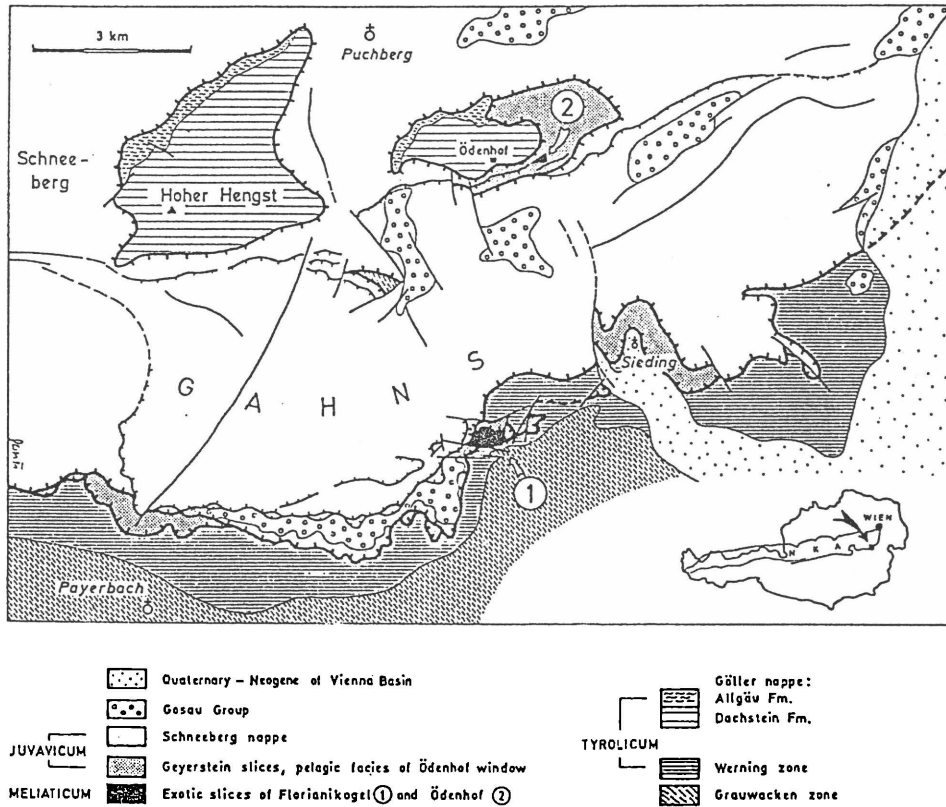 3 km
Puchberg
2
Schnee-
berg
Ödenhof
Hoher Hengst
Sieding
G A H N S
1
WIEN
N K A
Payerbach
Quaternary – Neogene of Vienna Basin
Gosau Group
JUVAVICUM
Schneeberg nappe
Geyerstein slices, pelagic facies of Ödenhof window
MELIATICUM
Exotic slices of Florianikogel ① and Ödenhof ②
Göller nappe:
Allgäu Fm.
Dachstein Fm.
TYROLICUM
Werning zone
Grauwacken zone